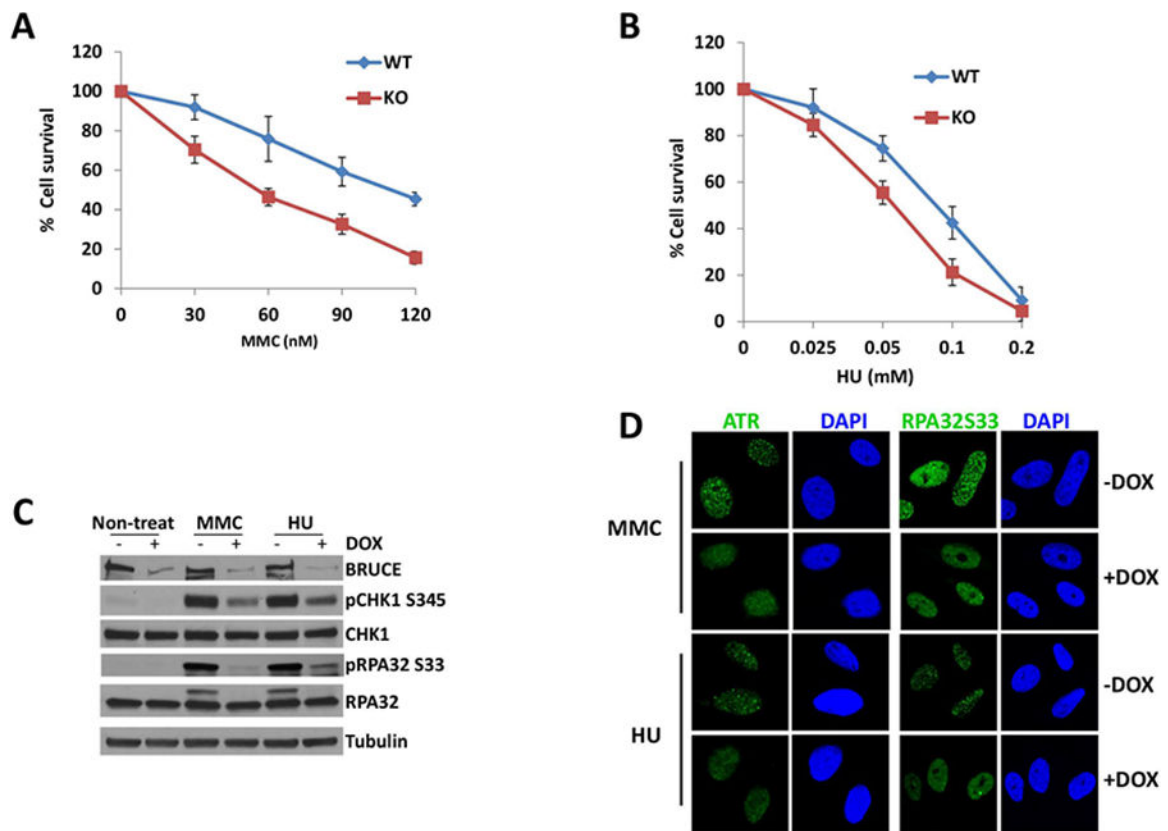 A
120
100
80
60
40
20
0
% Cell survival
WT
KO
0 30 60 90 120
MMC (nM)
B
120
100
80
60
40
20
0
% Cell survival
WT
KO
0 0.025 0.05 0.1 0.2
HU (mM)
C
Non-treat MMC HU
- + - + - + DOX
BRUCE
pCHK1 S345
CHK1
pRPA32 S33
RPA32
Tubulin
D
ATR DAPI RPA32S33 DAPI
MMC
-DOX
+DOX
HU
-DOX
+DOX